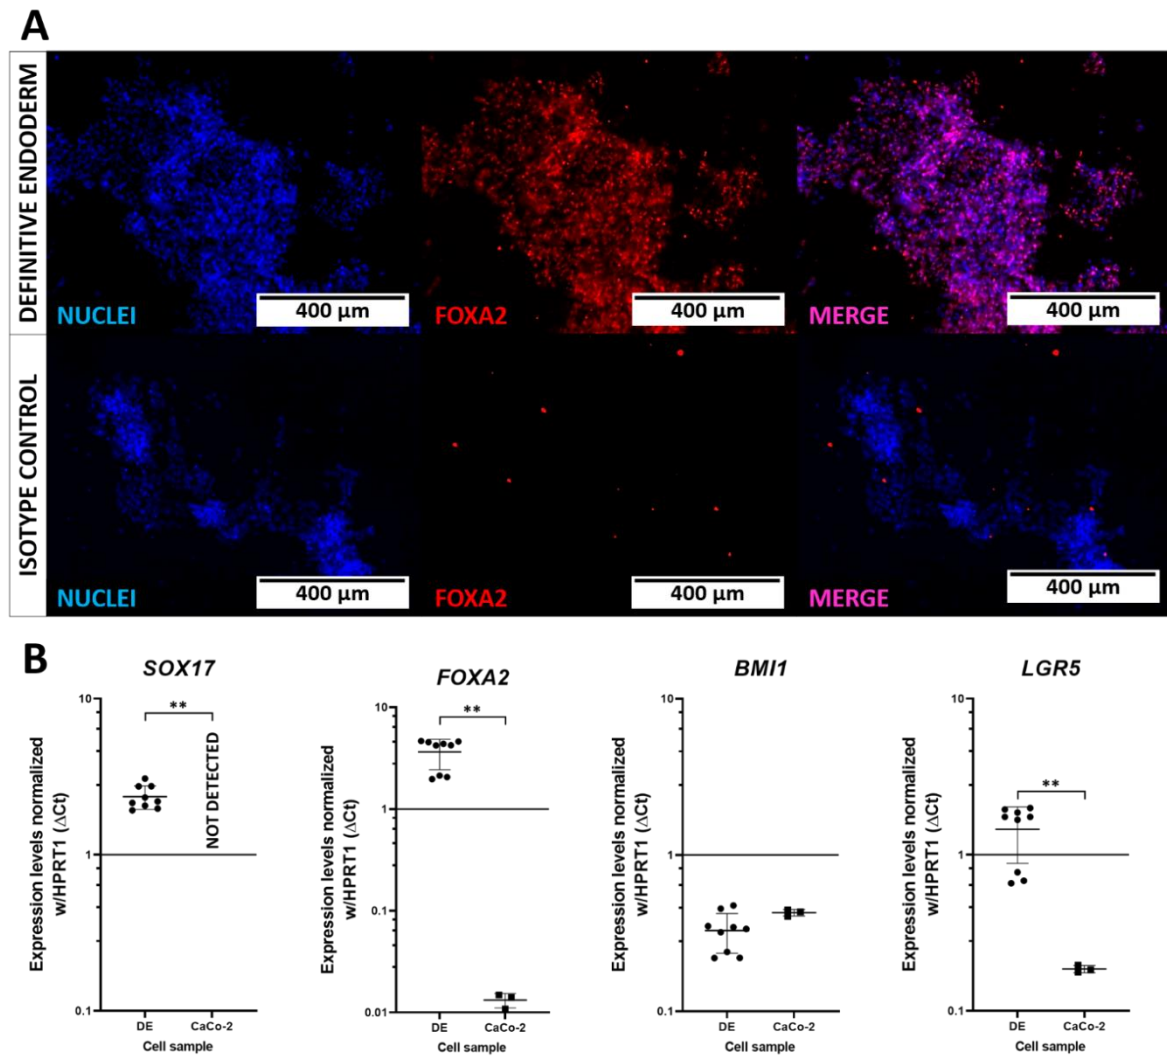 A
DEFINITIVE ENDODERM
NUCLEI
400 µm
FOXA2
400 µm
MERGE
400 µm
ISOTYPE CONTROL
NUCLEI
400 µm
FOXA2
400 µm
MERGE
400 µm
B
SOX17
Expression levels normalized
w/HPRT1 (ΔCt)
10
1
0.1
**
NOT DETECTED
DE
CaCo-2
Cell sample
FOXA2
Expression levels normalized
w/HPRT1 (ΔCt)
10
1
0.1
0.01
**
DE
CaCo-2
Cell sample
BMI1
Expression levels normalized
w/HPRT1 (ΔCt)
10
1
0.1
DE
CaCo-2
Cell sample
LGR5
Expression levels normalized
w/HPRT1 (ΔCt)
10
1
0.1
**
DE
CaCo-2
Cell sample